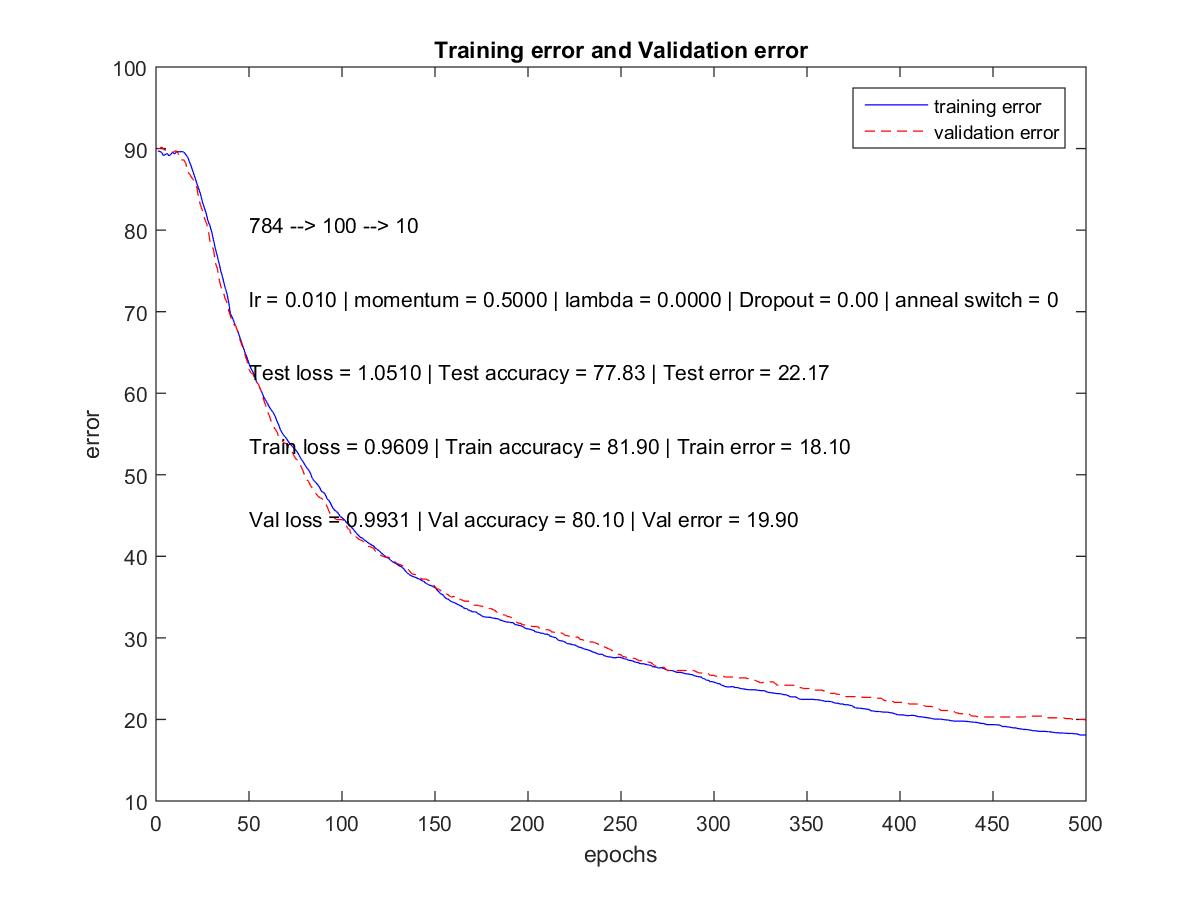 Training error and Validation error
100
90
80
70
60
50
40
30
20
10
error
training error
validation error
784 --> 100 --> 10
lr = 0.010 | momentum = 0.5000 | lambda = 0.0000 | Dropout = 0.00 | anneal switch = 0
Test loss = 1.0510 | Test accuracy = 77.83 | Test error = 22.17
Train loss = 0.9609 | Train accuracy = 81.90 | Train error = 18.10
Val loss = 0.9931 | Val accuracy = 80.10 | Val error = 19.90
0 50 100 150 200 250 300 350 400 450 500
epochs